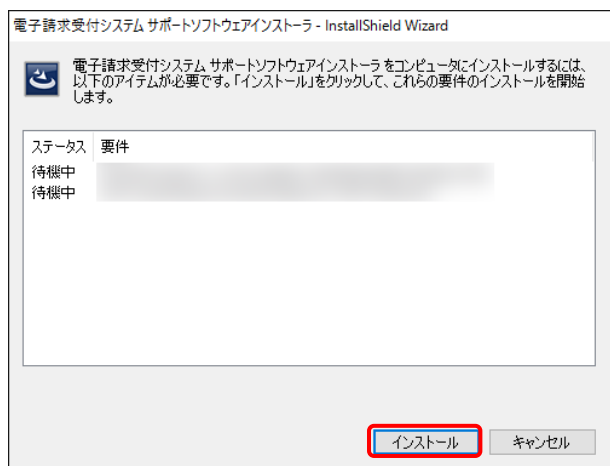 電子請求受付システム サポートソフトウェアインストーラ - InstallShield Wizard
電子請求受付システム サポートソフトウェアインストーラ をコンピュータにインストールするには、
以下のアイテムが必要です。「インストール」をクリックして、これらの要件のインストールを開始
します。
ステータス 要件
待機中
待機中
インストール キャンセル